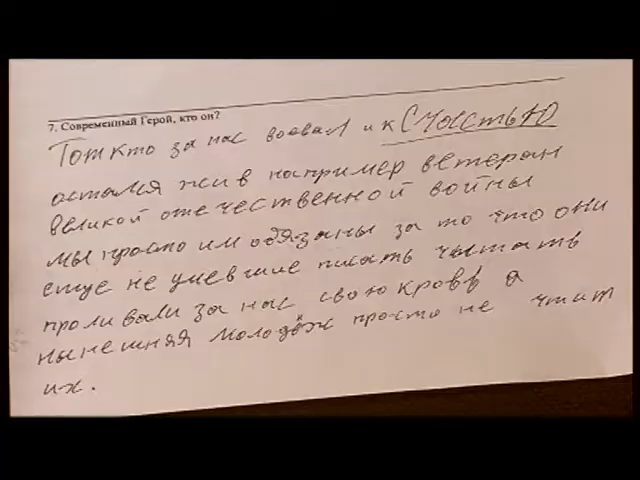 7. Современный Герой, кто он?
Тот кто за нас воевал и к СЧастьЮ
остался жив например ветеран
великой отечественной войны
мы просто им обязаны за то что они
еще не умевшие писать читать
проливали за нас свою кровь а
нынешняя молодёж просто не чтит
их.